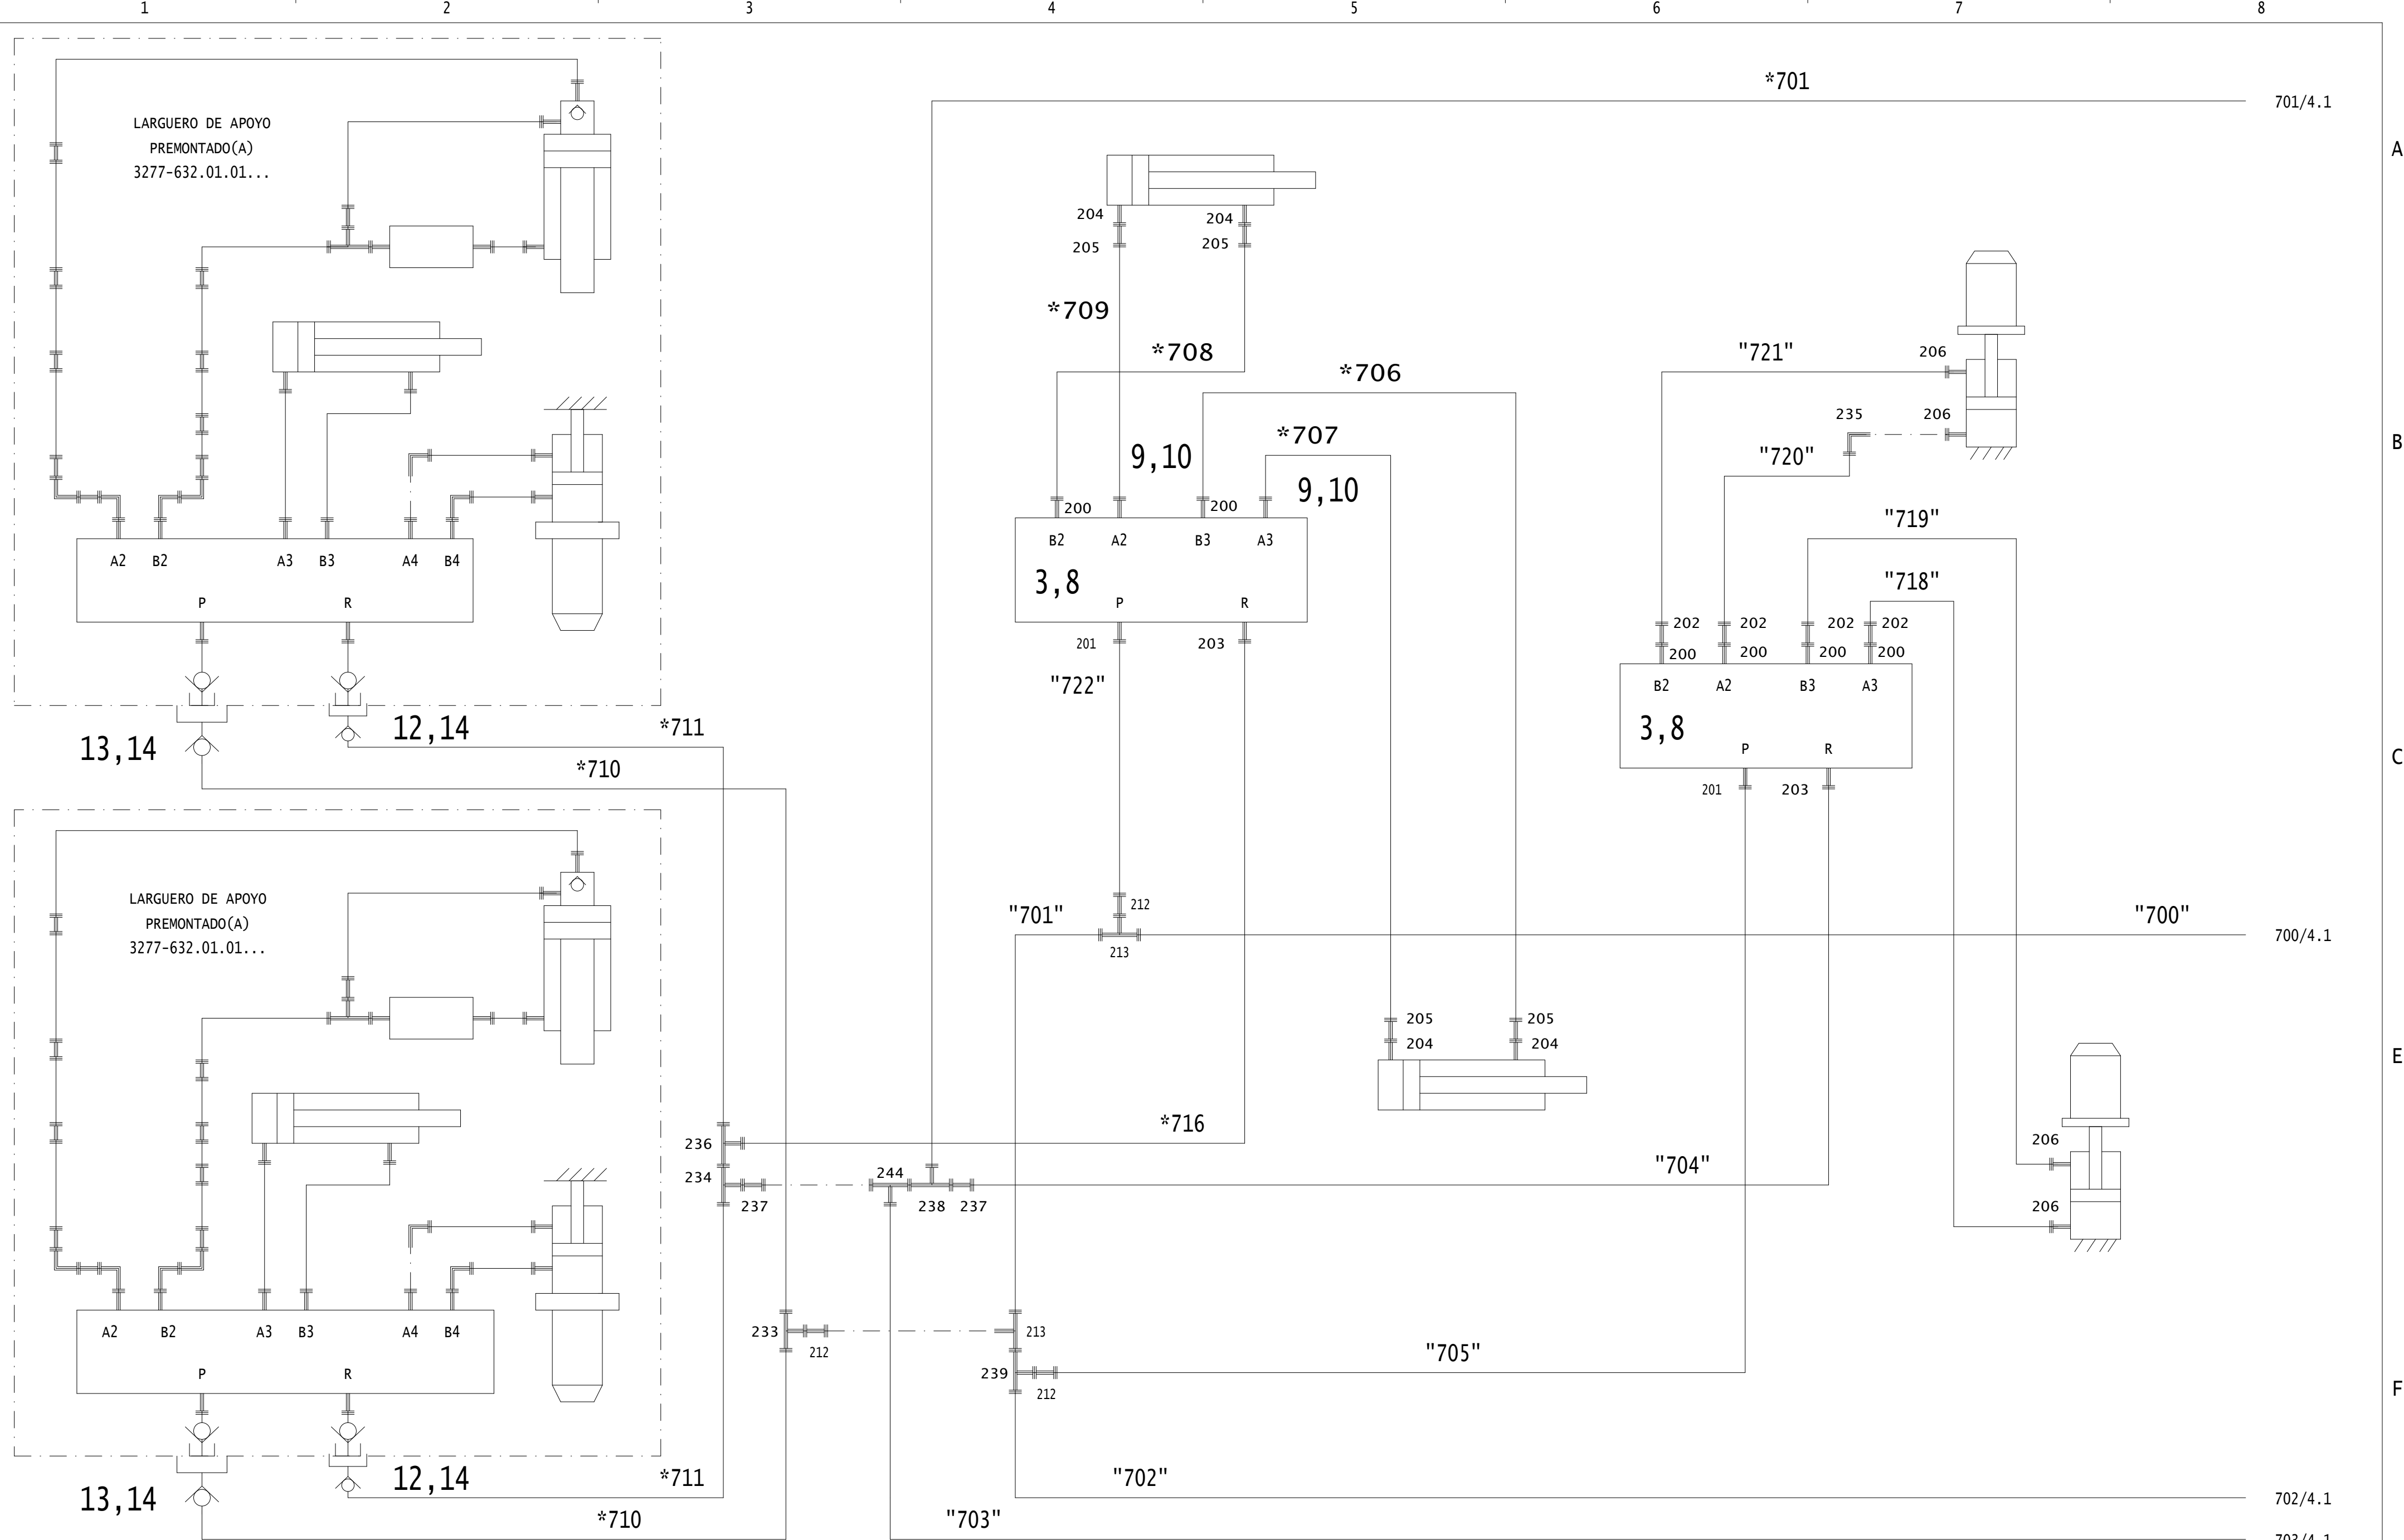 1 2 3 4 5 6 7 8
*701
701/4.1
LARGUERO DE APOYO
PREMONTADO(A)
3277-632.01.01...
A
204 204
205 205
*709
*708
*706
"721" 206
235 206
*707
9,10
B
"720"
9,10
200 200
"719"
B2 A2 B3 A3
A2 B2 A3 B3 A4 B4
3,8
"718"
P R
P R
202 202 202 202
201 203
200 200 200 200
"722"
B2 A2 B3 A3
13,14
12,14
*711
3,8
P R
C
*710
201 203
LARGUERO DE APOYO
PREMONTADO(A)
3277-632.01.01...
212
"701"
"700"
700/4.1
213
205 205
204 204
E
*716
236
206
234
244
"704"
237 238 237
206
A2 B2 A3 B3 A4 B4
233
213
212
"705"
P R
239
212
F
13,14
12,14
*711
"702"
702/4.1
*710
"703"
703/4.1